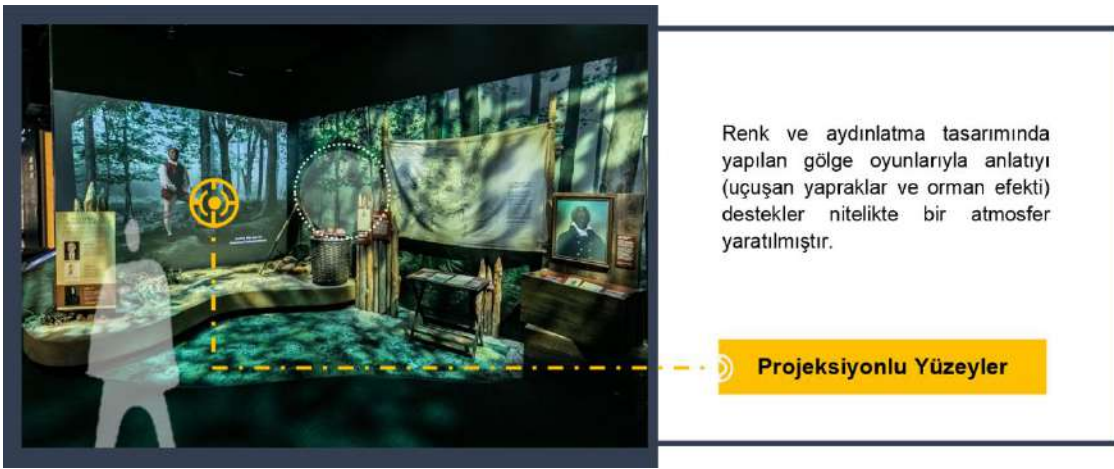 Renk ve aydınlatma tasarımında
yapılan gölge oyunlarıyla anlatıyı
(uçuşan yapraklar ve orman efekti)
destekler nitelikte bir atmosfer
yaratılmıştır.
Projeksiyonlu Yüzeyler